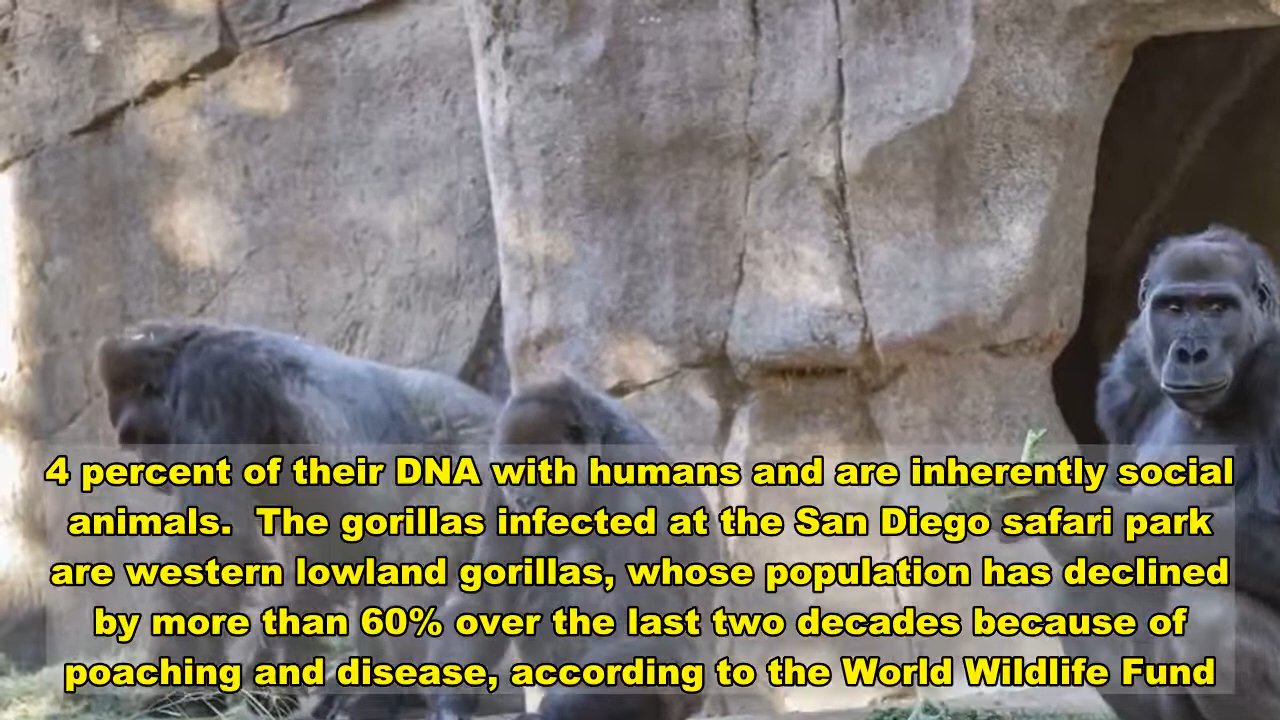 4 percent of their DNA with humans and are inherently social
animals.  The gorillas infected at the San Diego safari park
are western lowland gorillas, whose population has declined
by more than 60% over the last two decades because of
poaching and disease, according to the World Wildlife Fund